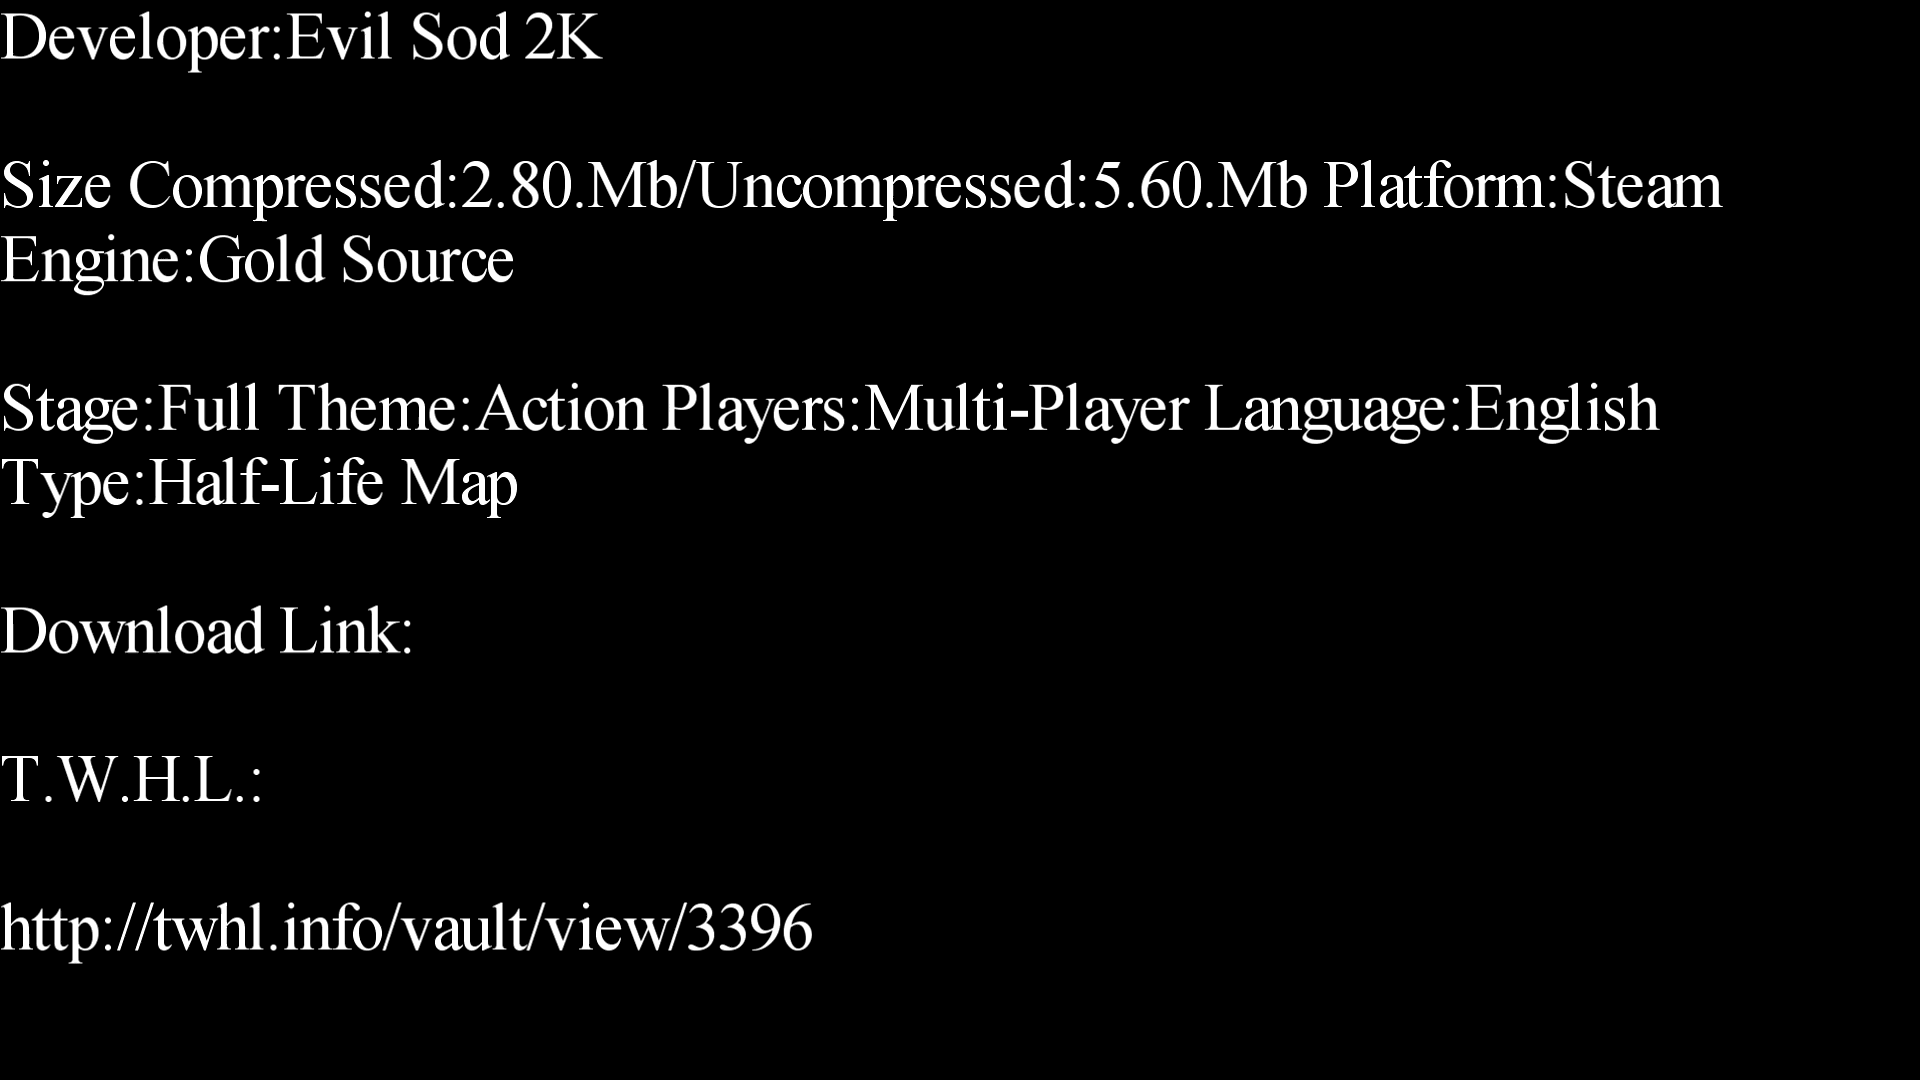 Developer:Evil Sod 2K
Size Compressed:2.80.Mb/Uncompressed:5.60.Mb Platform:Steam
Engine:Gold Source
Stage:Full Theme:Action Players:Multi-Player Language:English
Type:Half-Life Map
Download Link:
T.W.H.L.:
http://twhl.info/vault/view/3396